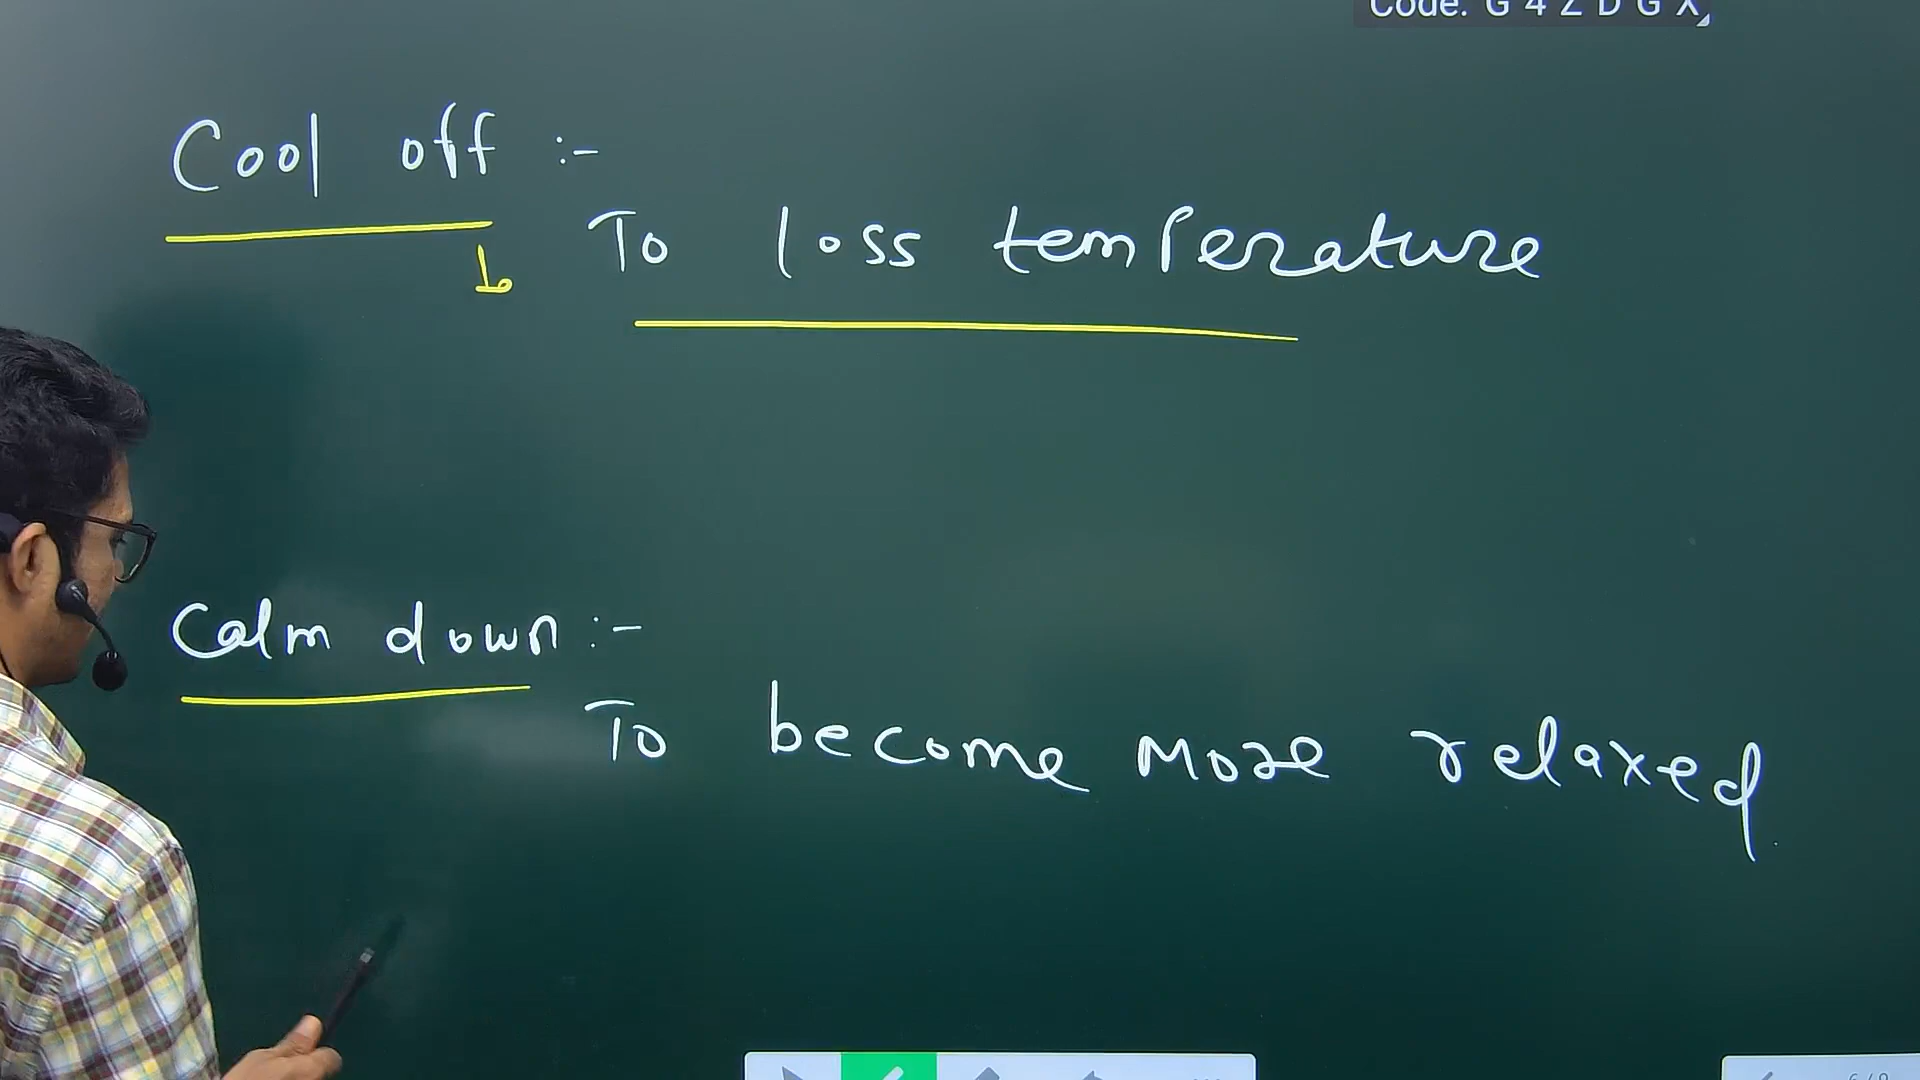 Code: G 4 Z D G X
Cool off :-
To loss temperature
Calm down :-
To become more relaxed